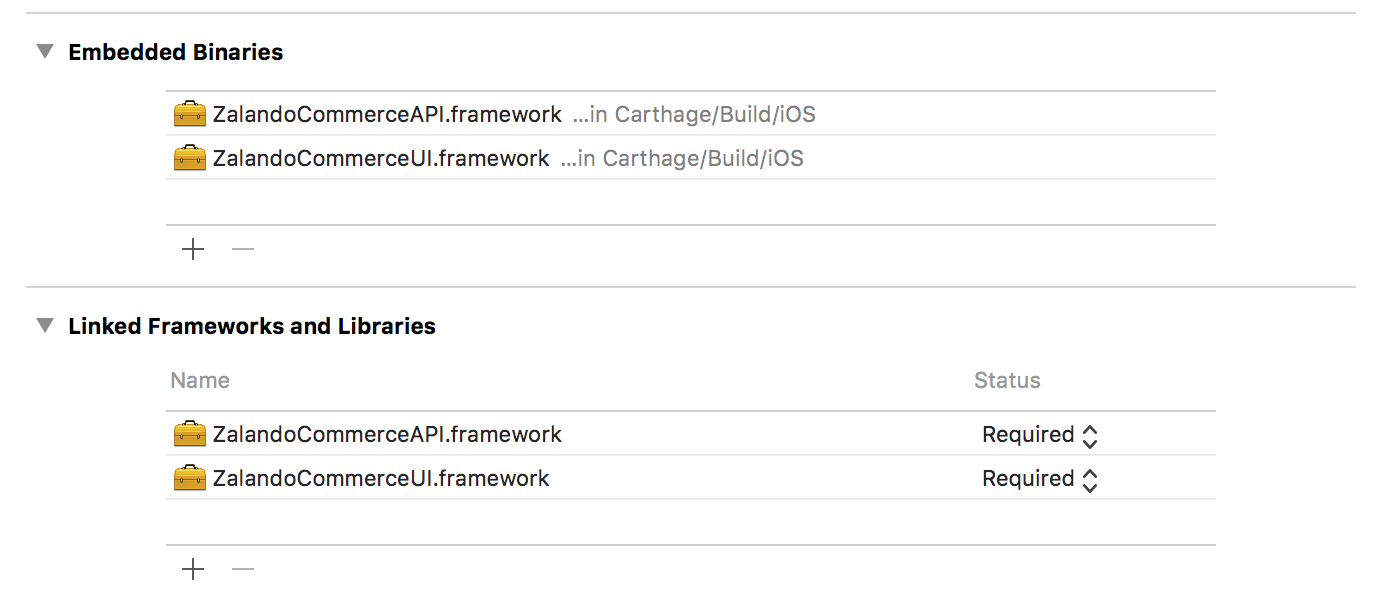 Embedded Binaries
ZalandoCommerceAPI.framework ...in Carthage/Build/iOS
ZalandoCommerceUI.framework ...in Carthage/Build/iOS
Linked Frameworks and Libraries
Name Status
ZalandoCommerceAPI.framework Required
ZalandoCommerceUI.framework Required